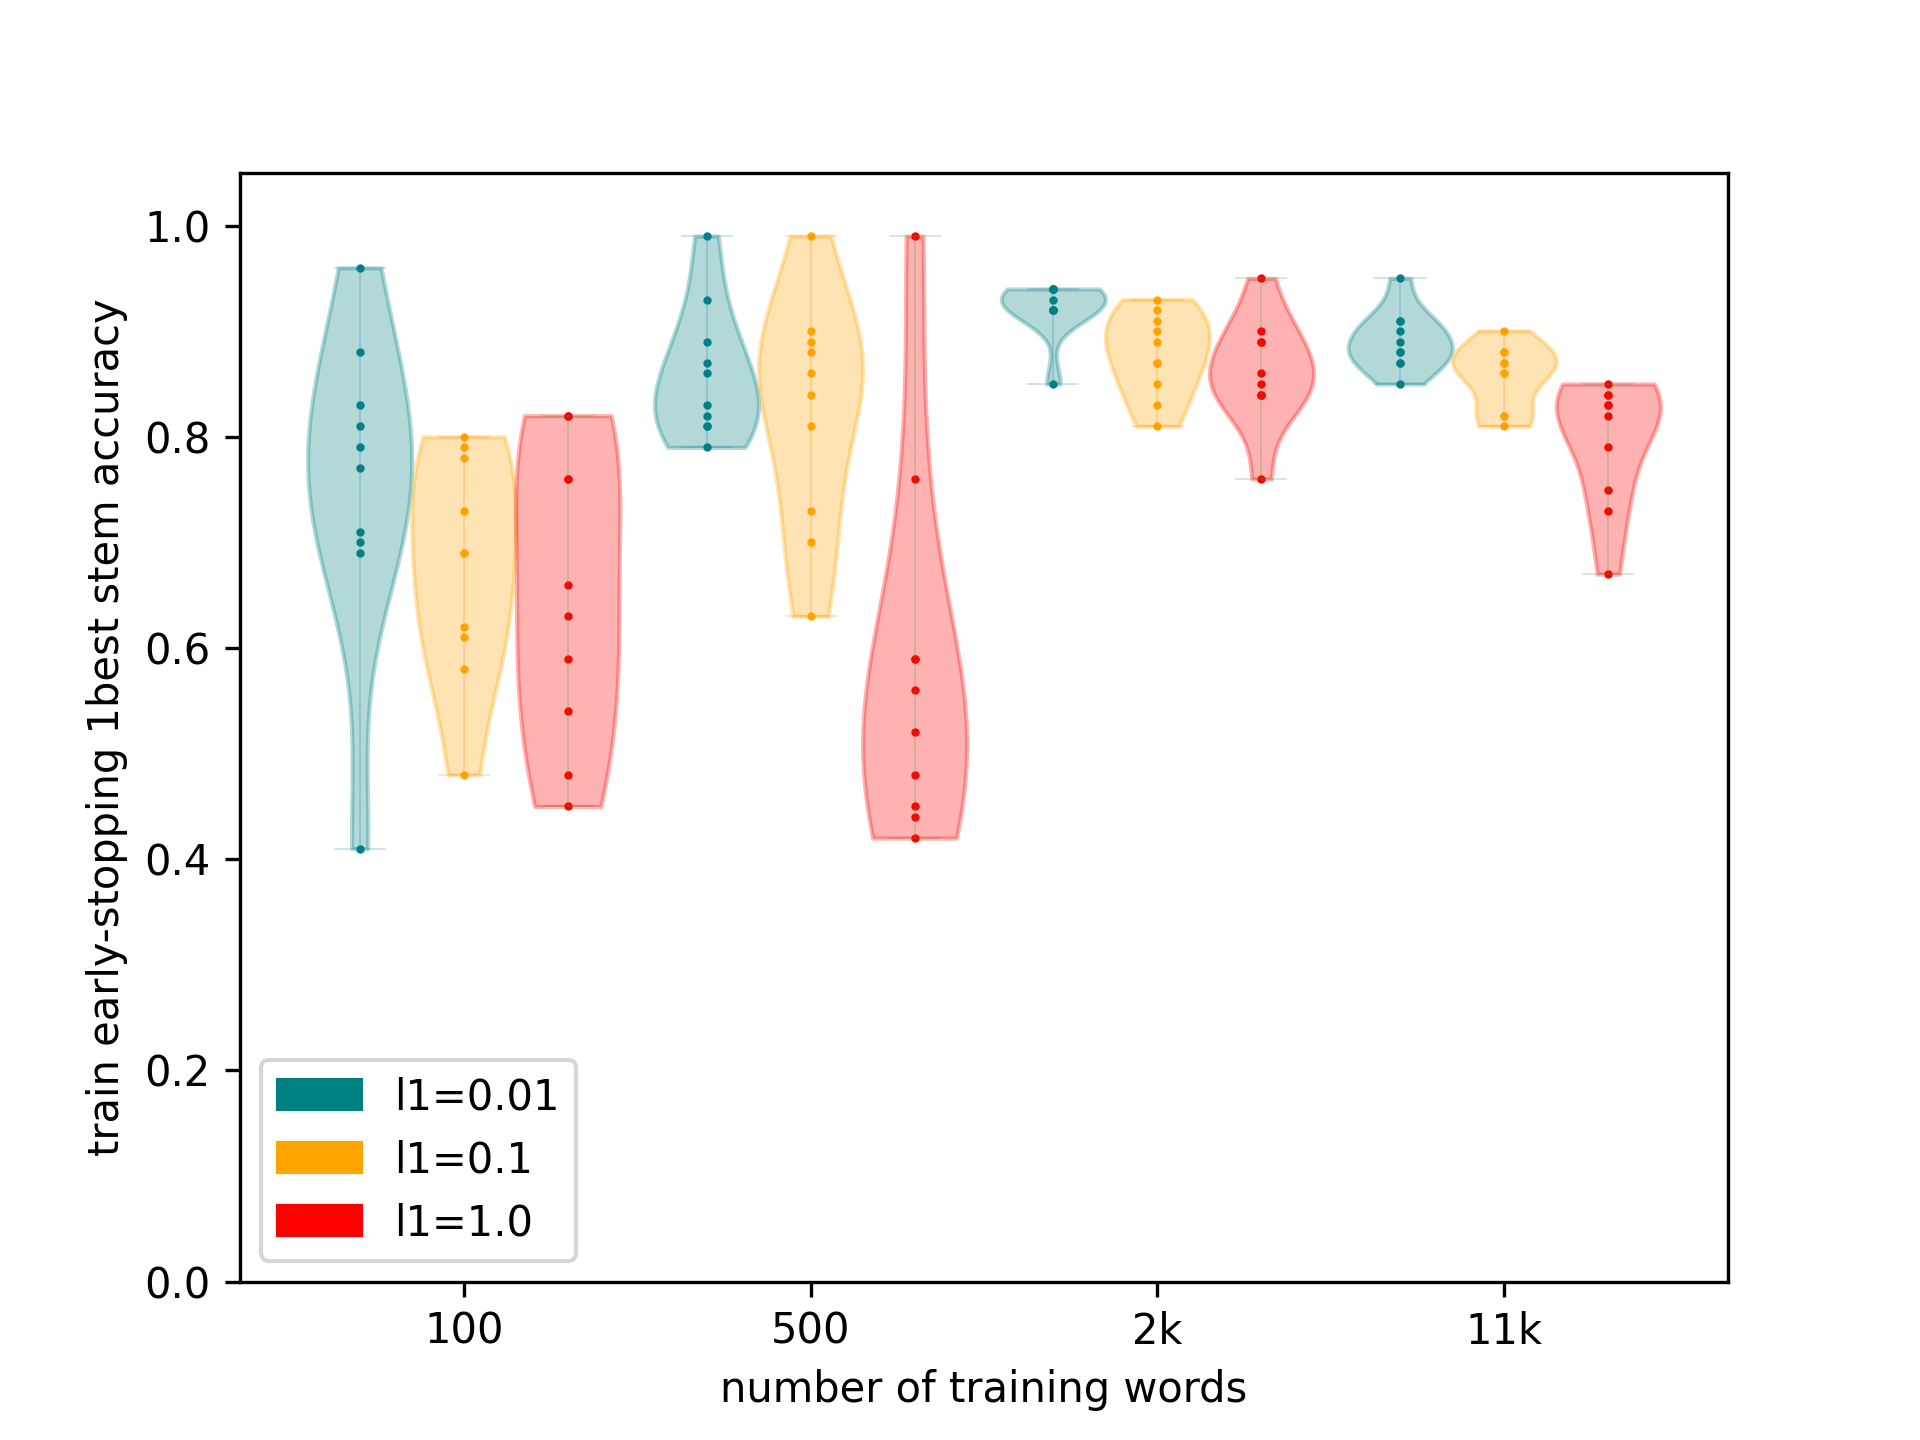 train early-stopping 1best stem accuracy
1.0
0.8
0.6
0.4
0.2
0.0
l1=0.01
l1=0.1
l1=1.0
100 500 2k 11k
number of training words